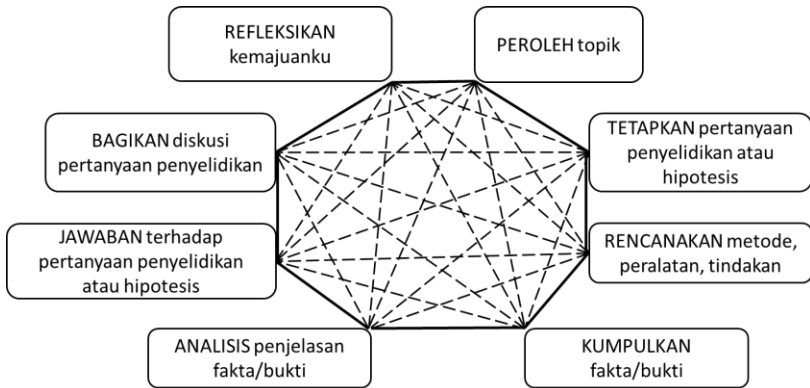 REFLEKSIKAN
kemajuanku
PEROLEH topik
BAGIKAN diskusi
pertanyaan penyelidikan
TETAPKAN pertanyaan
penyelidikan atau
hipotesis
JAWABAN terhadap
pertanyaan penyelidikan
atau hipotesis
RENCANAKAN metode,
peralatan, tindakan
ANALISIS penjelasan
fakta/bukti
KUMPULKAN
fakta/bukti